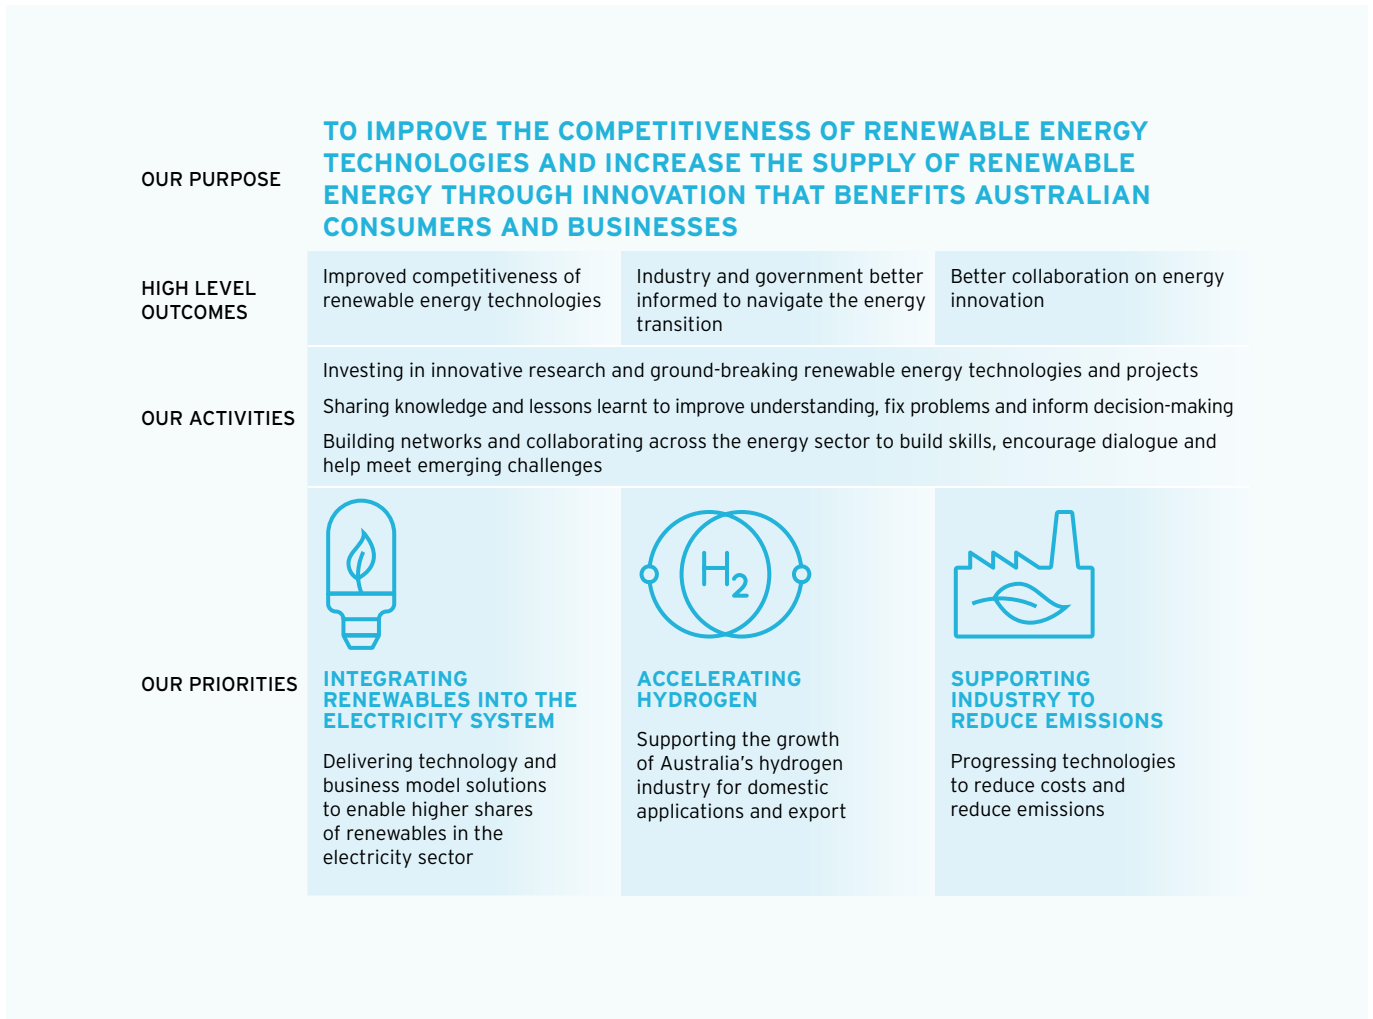 OUR PURPOSE
TO IMPROVE THE COMPETITIVENESS OF RENEWABLE ENERGY
TECHNOLOGIES AND INCREASE THE SUPPLY OF RENEWABLE
ENERGY THROUGH INNOVATION THAT BENEFITS AUSTRALIAN
CONSUMERS AND BUSINESSES
HIGH LEVEL
OUTCOMES
Improved competitiveness of
renewable energy technologies
Industry and government better
informed to navigate the energy
transition
Better collaboration on energy
innovation
OUR ACTIVITIES
Investing in innovative research and ground-breaking renewable energy technologies and projects
Sharing knowledge and lessons learnt to improve understanding, fix problems and inform decision-making
Building networks and collaborating across the energy sector to build skills, encourage dialogue and
help meet emerging challenges
OUR PRIORITIES
INTEGRATING
RENEWABLES INTO THE
ELECTRICITY SYSTEM
Delivering technology and
business model solutions
to enable higher shares
of renewables in the
electricity sector
H2
ACCELERATING
HYDROGEN
Supporting the growth
of Australia’s hydrogen
industry for domestic
applications and export
SUPPORTING
INDUSTRY TO
REDUCE EMISSIONS
Progressing technologies
to reduce costs and
reduce emissions